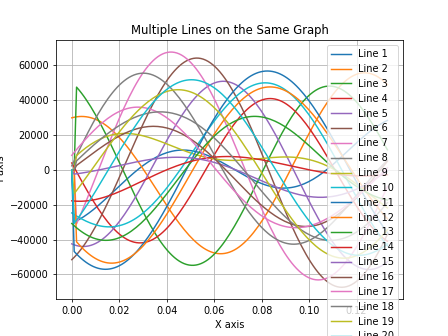 Multiple Lines on the Same Graph
60000
40000
20000
0
−20000
−40000
−60000
0.00
0.02
0.04
0.06
0.08
0.10
X axis
Line 1
Line 2
Line 3
Line 4
Line 5
Line 6
Line 7
Line 8
Line 9
Line 10
Line 11
Line 12
Line 13
Line 14
Line 15
Line 16
Line 17
Line 18
Line 19
Line 20